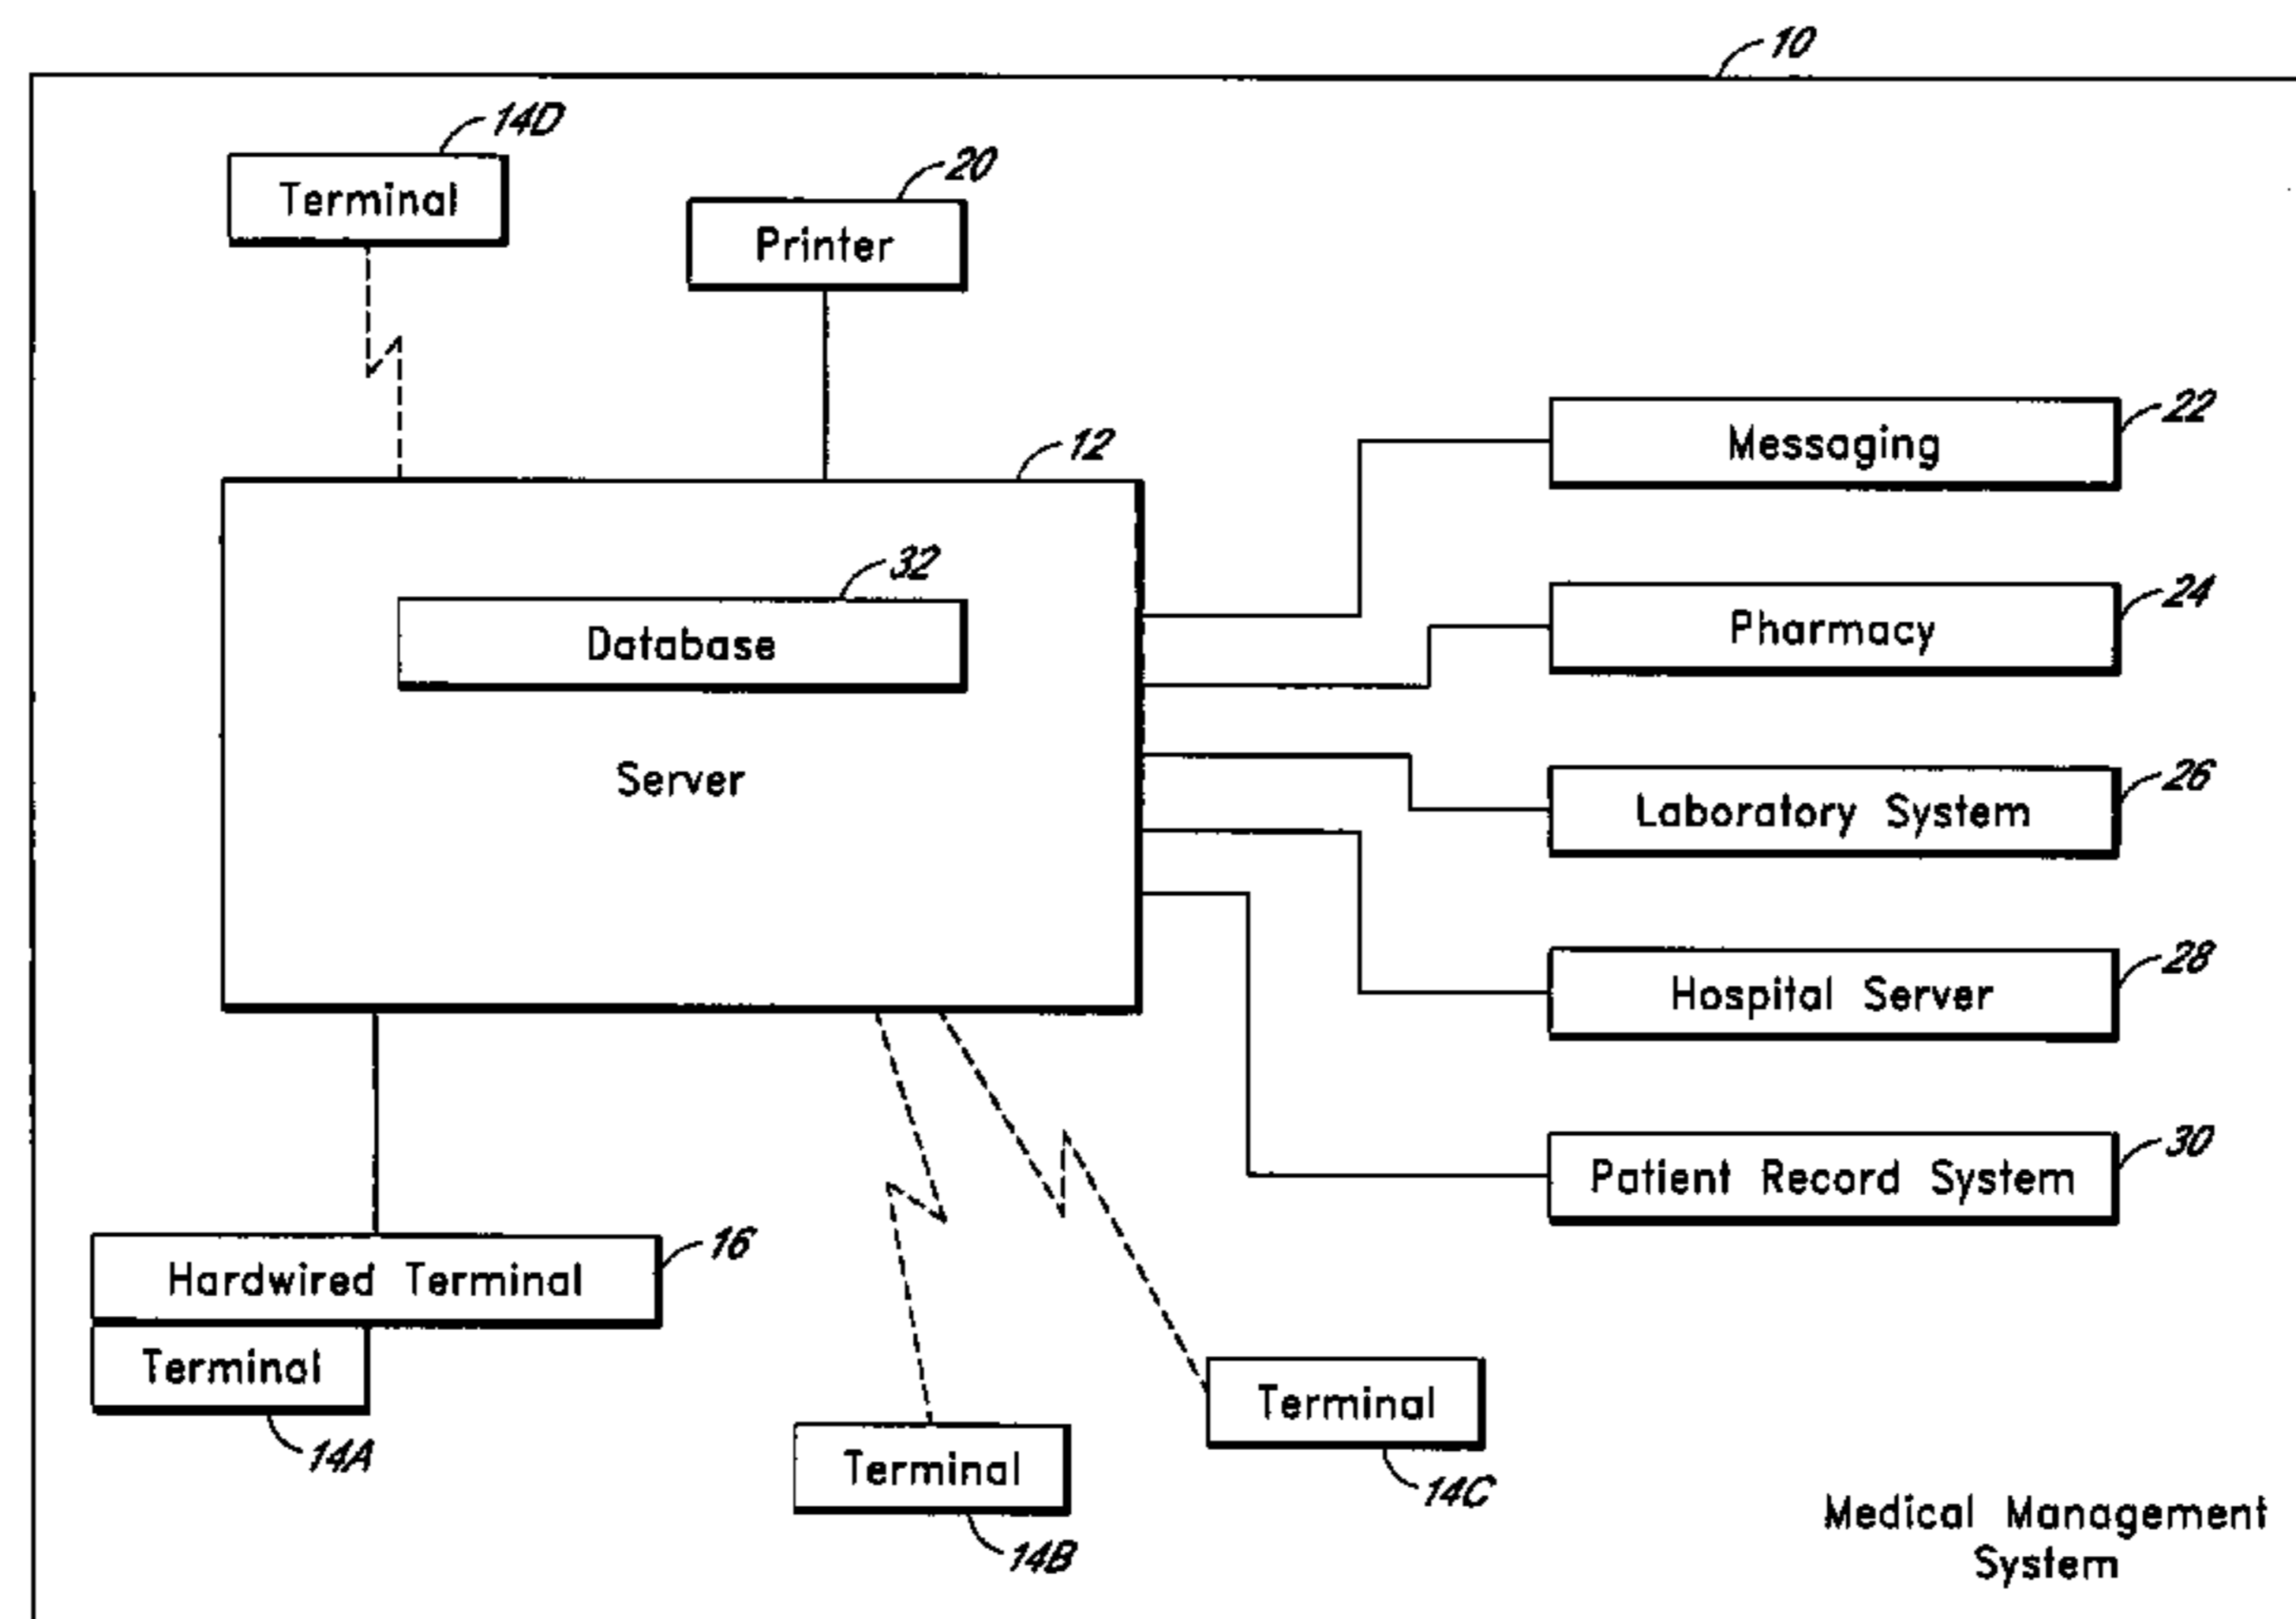 10
14D
Terminal
20
Printer
12
22
Messaging
32
Database
24
Pharmacy
Server
26
Laboratory System
28
Hospital Server
30
Patient Record System
16
Hardwired Terminal
Terminal
14A
Terminal
14B
Terminal
14C
Medical Management
System